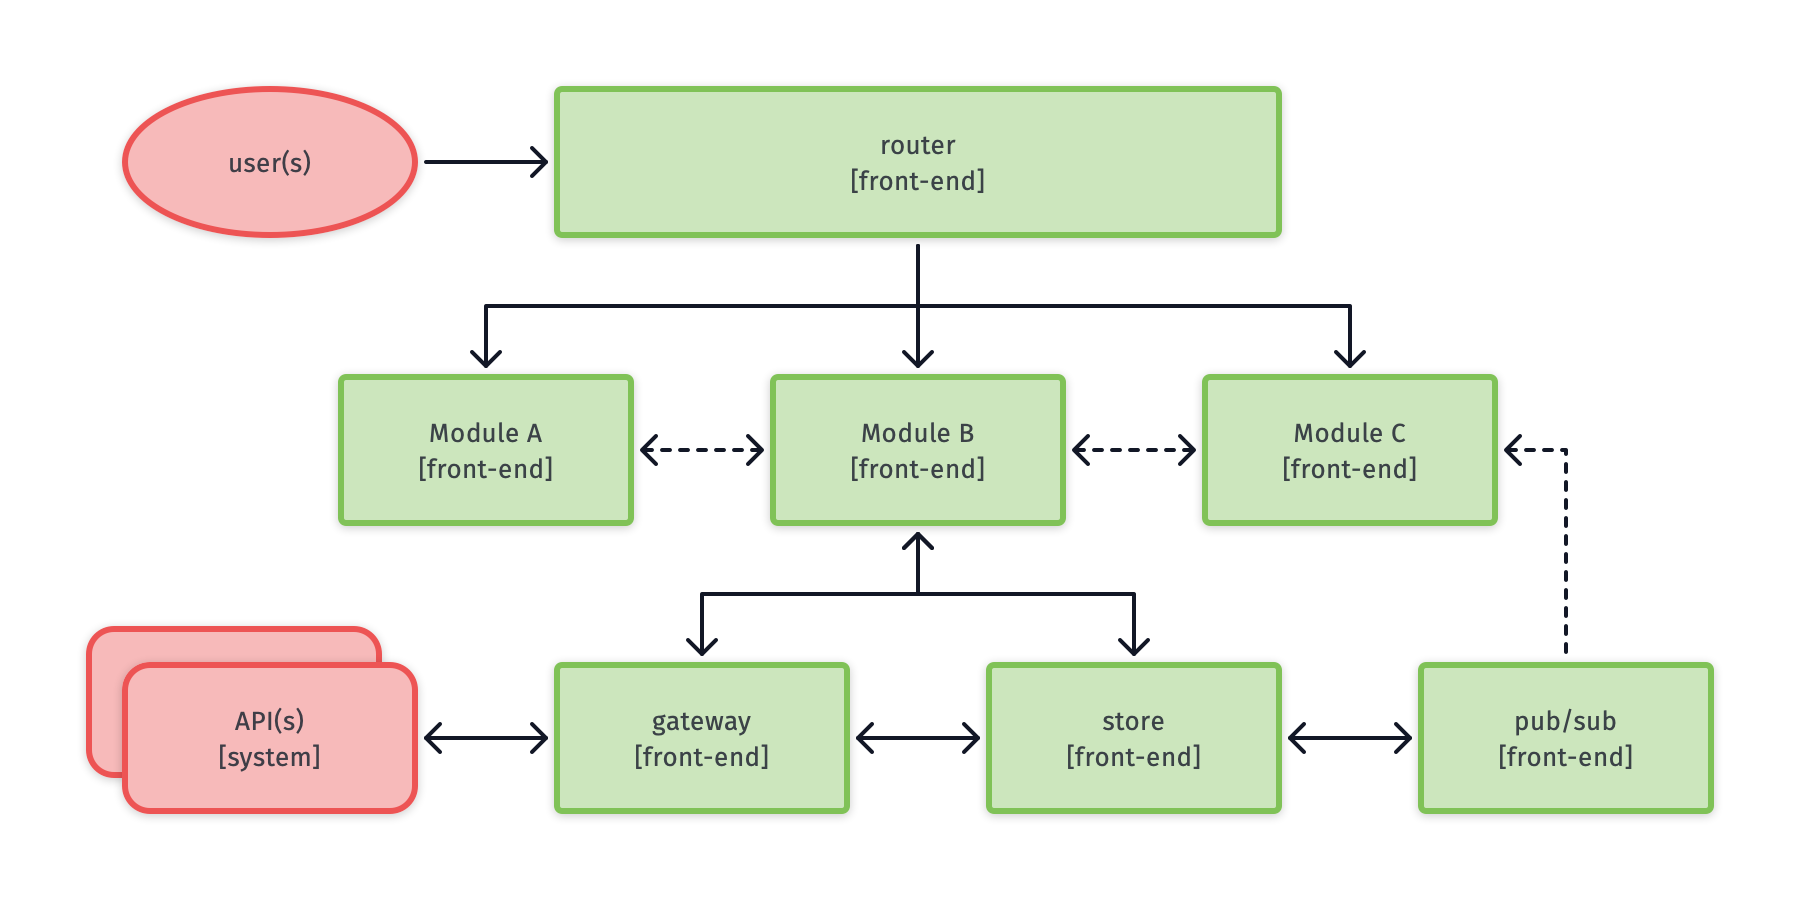 user(s)
router
[front-end]
Module A
[front-end]
Module B
[front-end]
Module C
[front-end]
API(s)
[system]
gateway
[front-end]
store
[front-end]
pub/sub
[front-end]